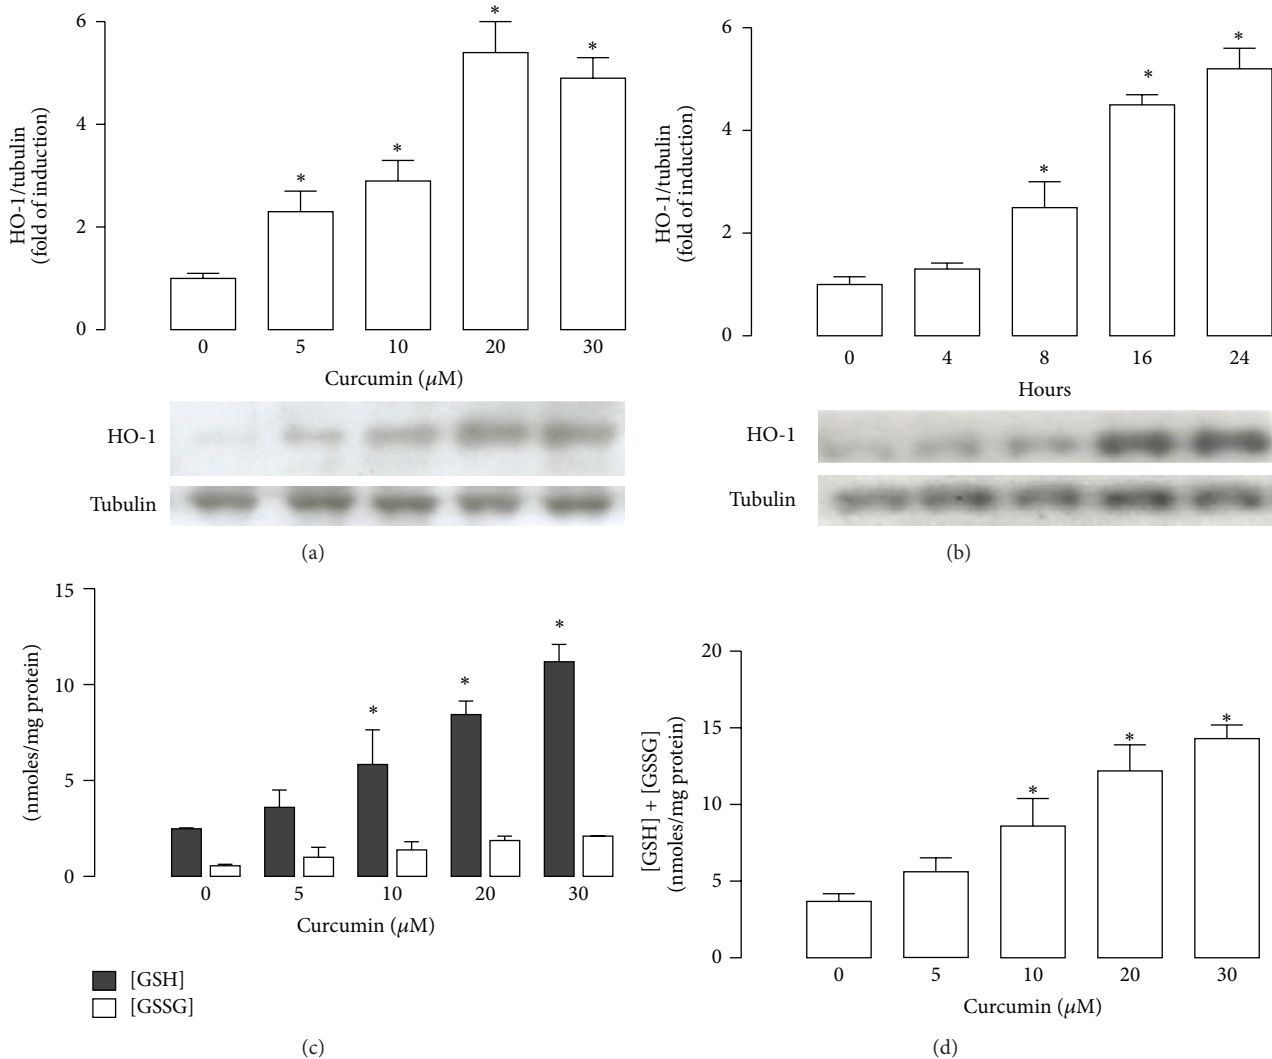 6
4
2
0
HO-1/tubulin
(fold of induction)
*
*
*
*
0
5
10
20
30
Curcumin (μM)
HO-1
Tubulin
(a)
6
4
2
0
HO-1/tubulin
(fold of induction)
*
*
*
0
4
8
16
24
Hours
HO-1
Tubulin
(b)
15
10
5
0
(nmoles/mg protein)
*
*
*
0
5
10
20
30
Curcumin (μM)
[GSH]
[GSSG]
(c)
20
15
10
5
0
[GSH] + [GSSG]
(nmoles/mg protein)
*
*
*
0
5
10
20
30
Curcumin (μM)
(d)